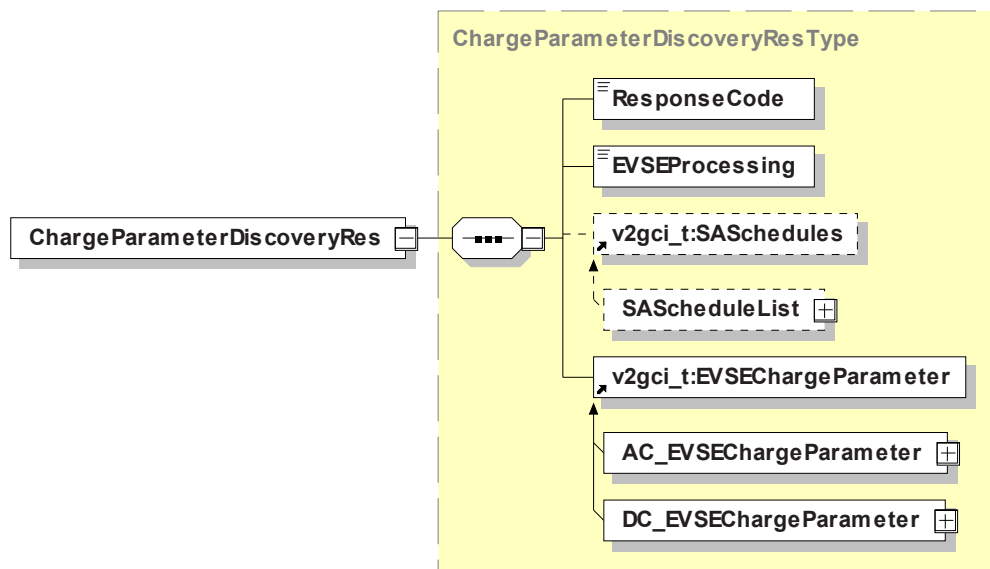 ChargeParameterDiscoveryResType
ResponseCode
EVSEProcessing
ChargeParameterDiscoveryRes
v2gci_t:SASchedules
SAScheduleList
v2gci_t:EVSEChargeParameter
AC_EVSEChargeParameter
DC_EVSEChargeParameter